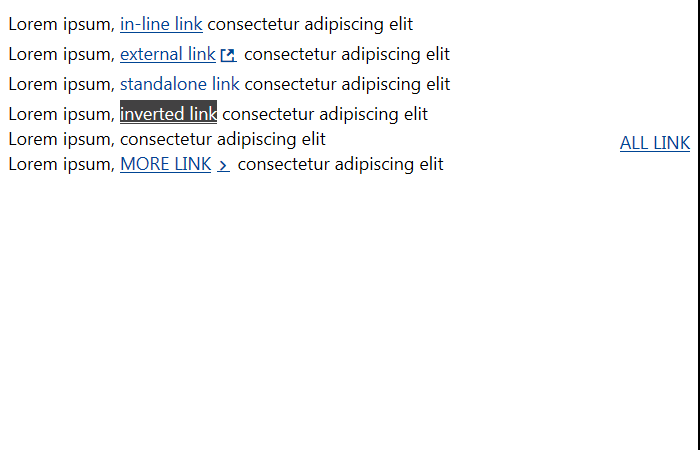 Lorem ipsum, in-line link consectetur adipiscing elit
Lorem ipsum, external link consectetur adipiscing elit
Lorem ipsum, standalone link consectetur adipiscing elit
Lorem ipsum, inverted link consectetur adipiscing elit
Lorem ipsum, consectetur adipiscing elit
ALL LINK
Lorem ipsum, MORE LINK consectetur adipiscing elit